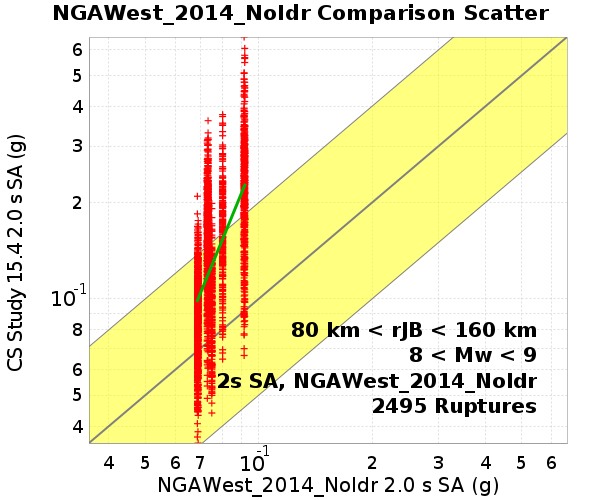 NGAWest_2014_NoIdr Comparison Scatter
6
5
4
3
2
10-1
8
7
6
5
4
CS Study 15.4 2.0 s SA (g)
80 km < rJB < 160 km
8 < Mw < 9
2s SA, NGAWest_2014_NoIdr
2495 Ruptures
4 5 6 7 10-1 2 3 4 5 6
NGAWest_2014_NoIdr 2.0 s SA (g)